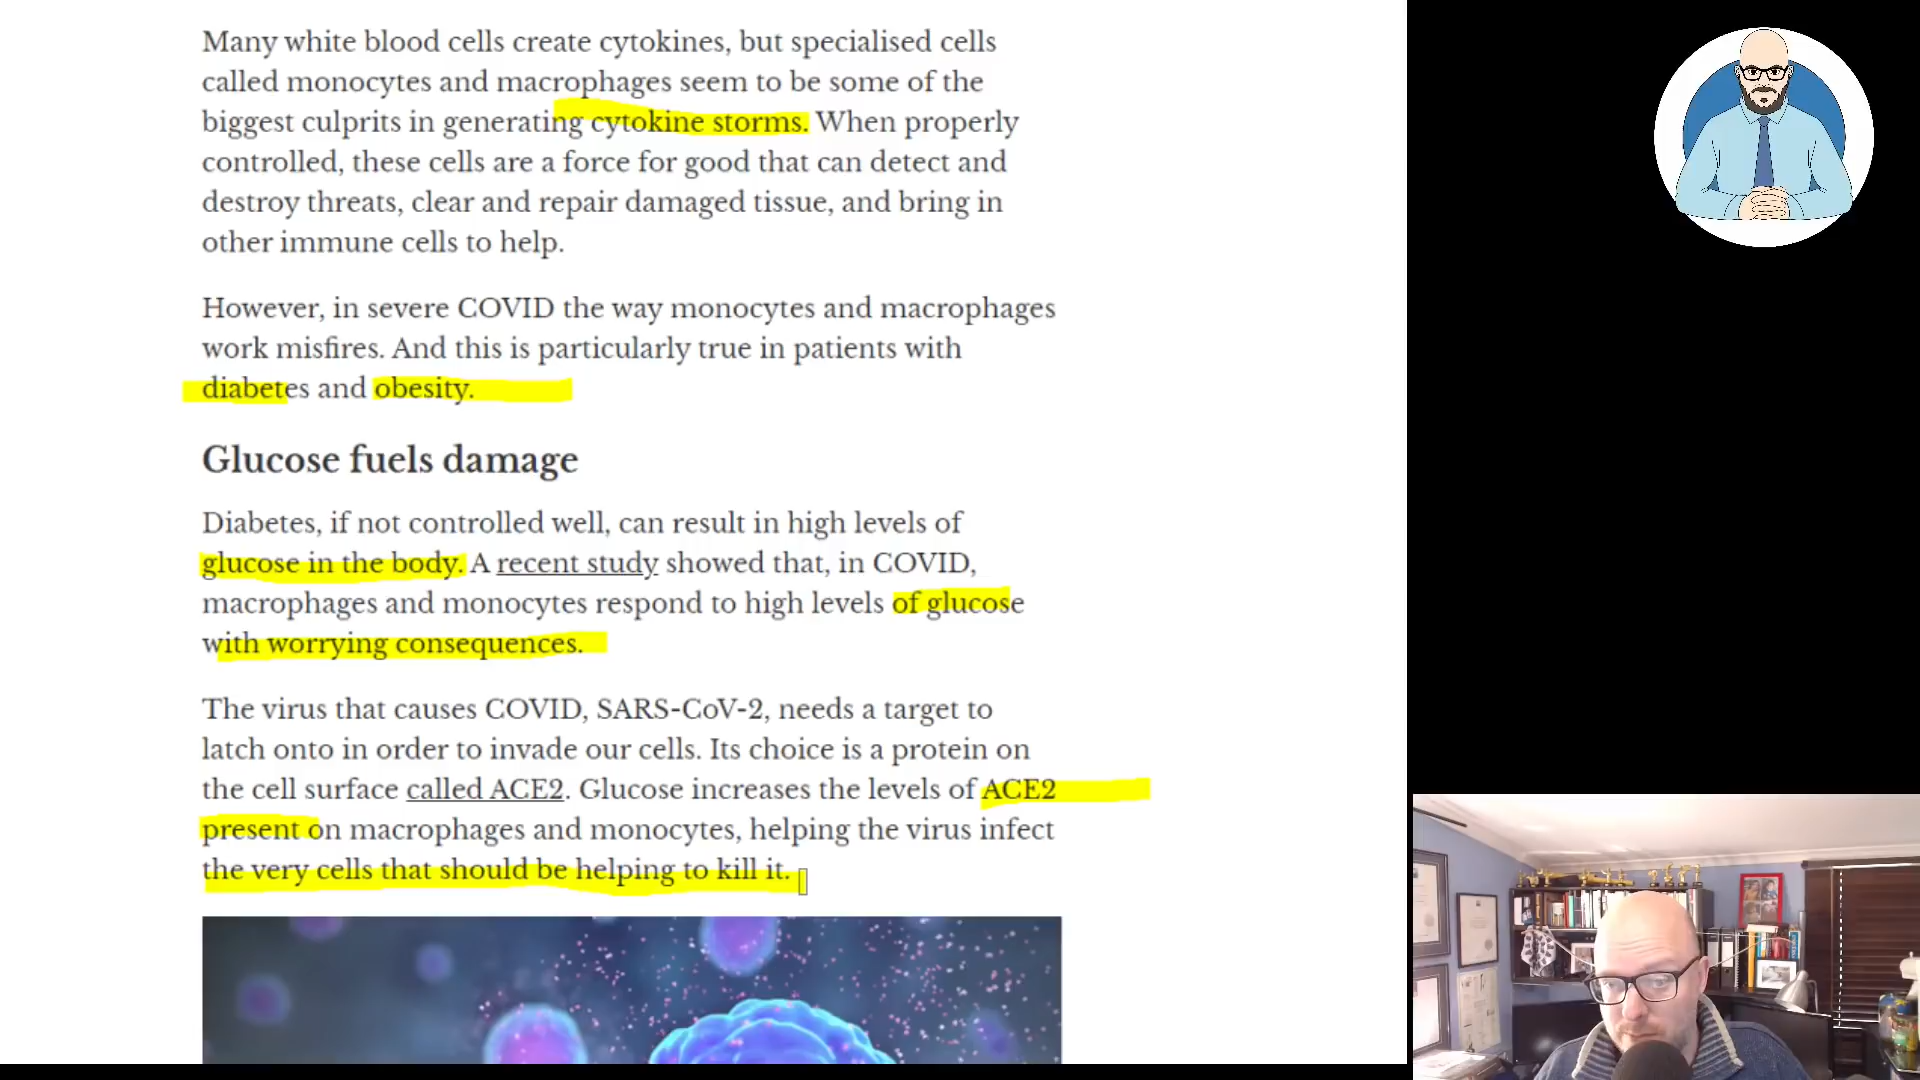 Many white blood cells create cytokines, but specialised cells
called monocytes and macrophages seem to be some of the
biggest culprits in generating cytokine storms. When properly
controlled, these cells are a force for good that can detect and
destroy threats, clear and repair damaged tissue, and bring in
other immune cells to help.
However, in severe COVID the way monocytes and macrophages
work misfires. And this is particularly true in patients with
diabetes and obesity.
Glucose fuels damage
Diabetes, if not controlled well, can result in high levels of
glucose in the body. A recent study showed that, in COVID,
macrophages and monocytes respond to high levels of glucose
with worrying consequences.
The virus that causes COVID, SARS-CoV-2, needs a target to
latch onto in order to invade our cells. Its choice is a protein on
the cell surface called ACE2. Glucose increases the levels of ACE2
present on macrophages and monocytes, helping the virus infect
the very cells that should be helping to kill it.